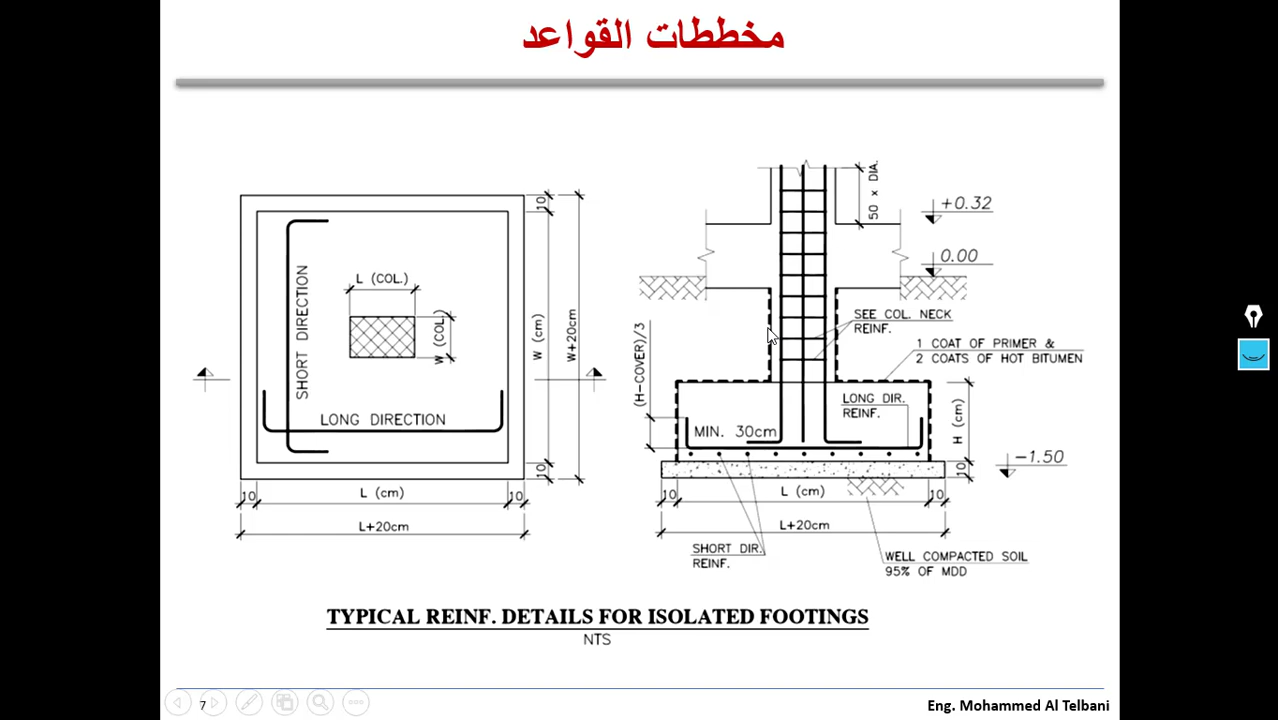 مخططات القواعد
L (COL.)
W (COL.)
SHORT DIRECTION
LONG DIRECTION
10
W (cm)
W+20cm
10
10
L (cm)
10
L+20cm
50 x DIA.
+0.32
0.00
SEE COL. NECK
REINF.
1 COAT OF PRIMER &
2 COATS OF HOT BITUMEN
(H-COVER)/3
LONG DIR.
REINF.
MIN. 30cm
H (cm)
10
-1.50
10
L (cm)
10
L+20cm
SHORT DIR.
REINF.
WELL COMPACTED SOIL
95% OF MDD
TYPICAL REINF. DETAILS FOR ISOLATED FOOTINGS
NTS
7
Eng. Mohammed Al Telbani